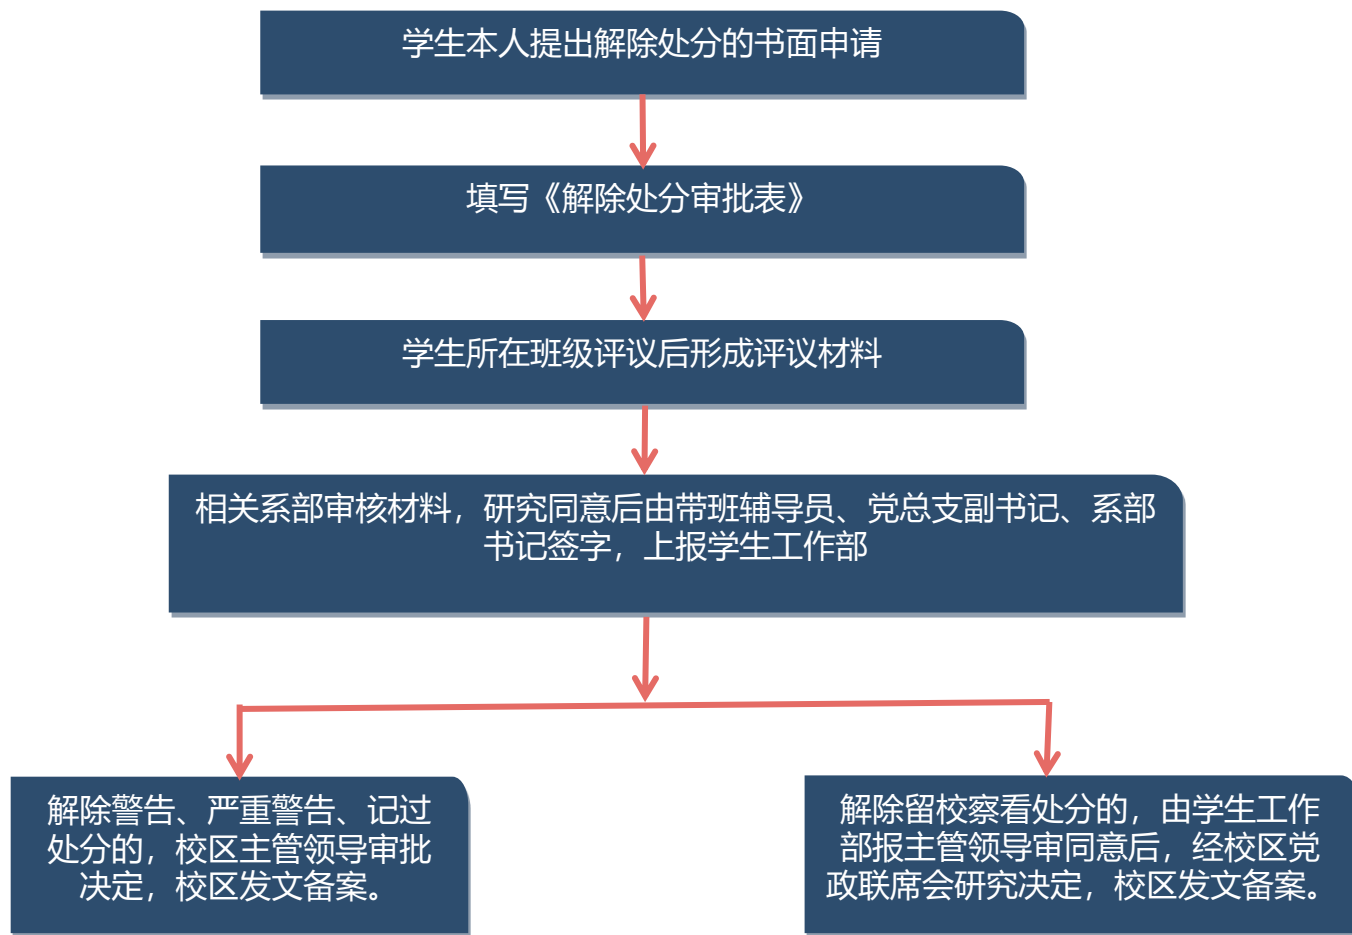 学生本人提出解除处分的书面申请
填写《解除处分审批表》
学生所在班级评议后形成评议材料
相关系部审核材料，研究同意后由带班辅导员、党总支副书记、系部
书记签字，上报学生工作部
解除警告、严重警告、记过
处分的，校区主管领导审批
决定，校区发文备案。
解除留校察看处分的，由学生工作
部报主管领导审同意后，经校区党
政联席会研究决定，校区发文备案。